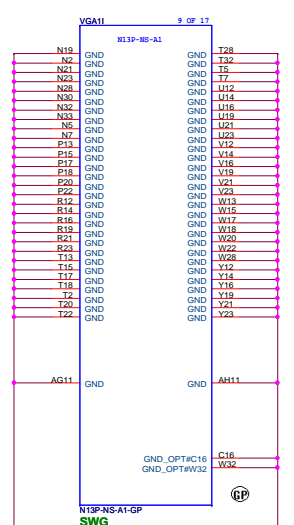 VGA1I 9 OF 17
N13P-NS-A1
N19 GND GND T28
N2 GND GND T32
N21 GND GND T5
N23 GND GND T7
N28 GND GND U12
N30 GND GND U14
N32 GND GND U16
N33 GND GND U19
N5 GND GND U21
N7 GND GND U23
P13 GND GND V12
P15 GND GND V14
P17 GND GND V16
P18 GND GND V19
P20 GND GND V21
P22 GND GND V23
R12 GND GND W13
R14 GND GND W15
R16 GND GND W17
R19 GND GND W18
R21 GND GND W20
R23 GND GND W22
T13 GND GND W28
T15 GND GND Y12
T17 GND GND Y14
T18 GND GND Y16
T2 GND GND Y19
T20 GND GND Y21
T22 GND GND Y23
AG11 GND GND AH11
GND_OPT#C16 C16
GND_OPT#W32 W32
GP
N13P-NS-A1-GP
SWG